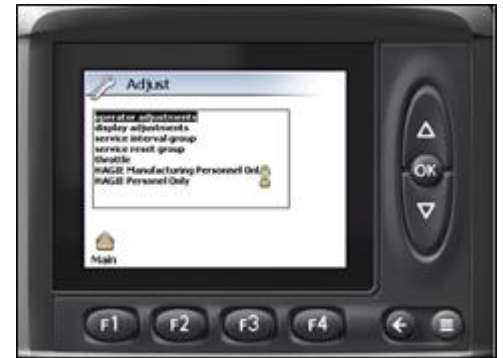 Adjust
operator adjustments
display adjustments
service interval group
service reset group
throttle
HAGIE Manufacturing Personnel Onl
HAGIE Personel Only
Main
OK
F1 F2 F3 F4